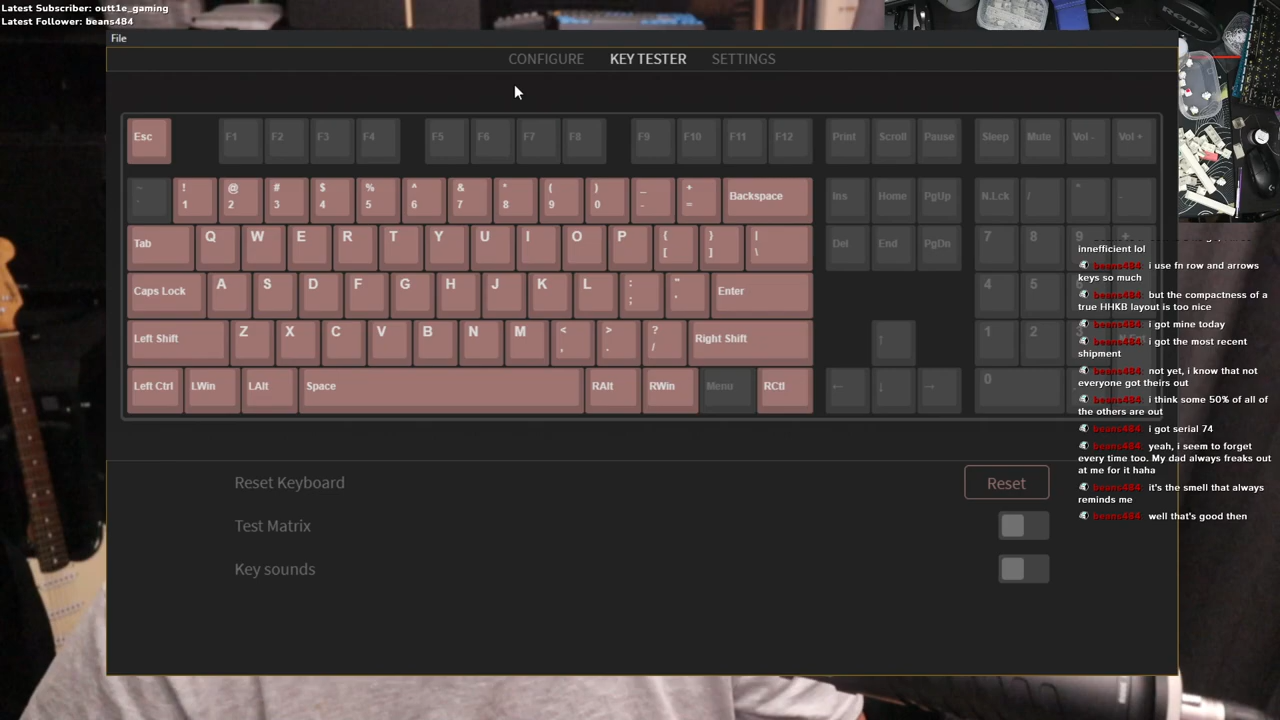 Latest Subscriber: outt1e_gaming
Latest Follower: beans484
File
CONFIGURE KEY TESTER SETTINGS
Esc F1 F2 F3 F4 F5 F6 F7 F8 F9 F10 F11 F12 Print Scroll Pause Sleep Mute Vol - Vol +
~ ! @ # $ % ^ & * ( ) _ + Backspace Ins Home PgUp N.Lck / * -
` 1 2 3 4 5 6 7 8 9 0 - =
Tab Q W E R T Y U I O P { } | Del End PgDn 7 8 9 +
[ ] \
Caps Lock A S D F G H J K L : " Enter 4 5 6
; '
Left Shift Z X C V B N M < > ? Right Shift ↑ 1 2 3
, . /
Left Ctrl LWin LAlt Space RAlt RWin Menu RCtl ← ↓ → 0
Reset Keyboard Reset
Test Matrix
Key sounds
innefficient lol
beans484: i use fn row and arrows
keys so much
beans484: but the compactness of a
true HHKB layout is too nice
beans484: i got mine today
beans484: i got the most recent
shipment
beans484: not yet, i know that not
everyone got theirs out
beans484: i think some 50% of all of
the others are out
beans484: i got serial 74
beans484: yeah, i seem to forget
every time too. My dad always freaks out
at me for it haha
beans484: it's the smell that always
reminds me
beans484: well that's good then
RODE